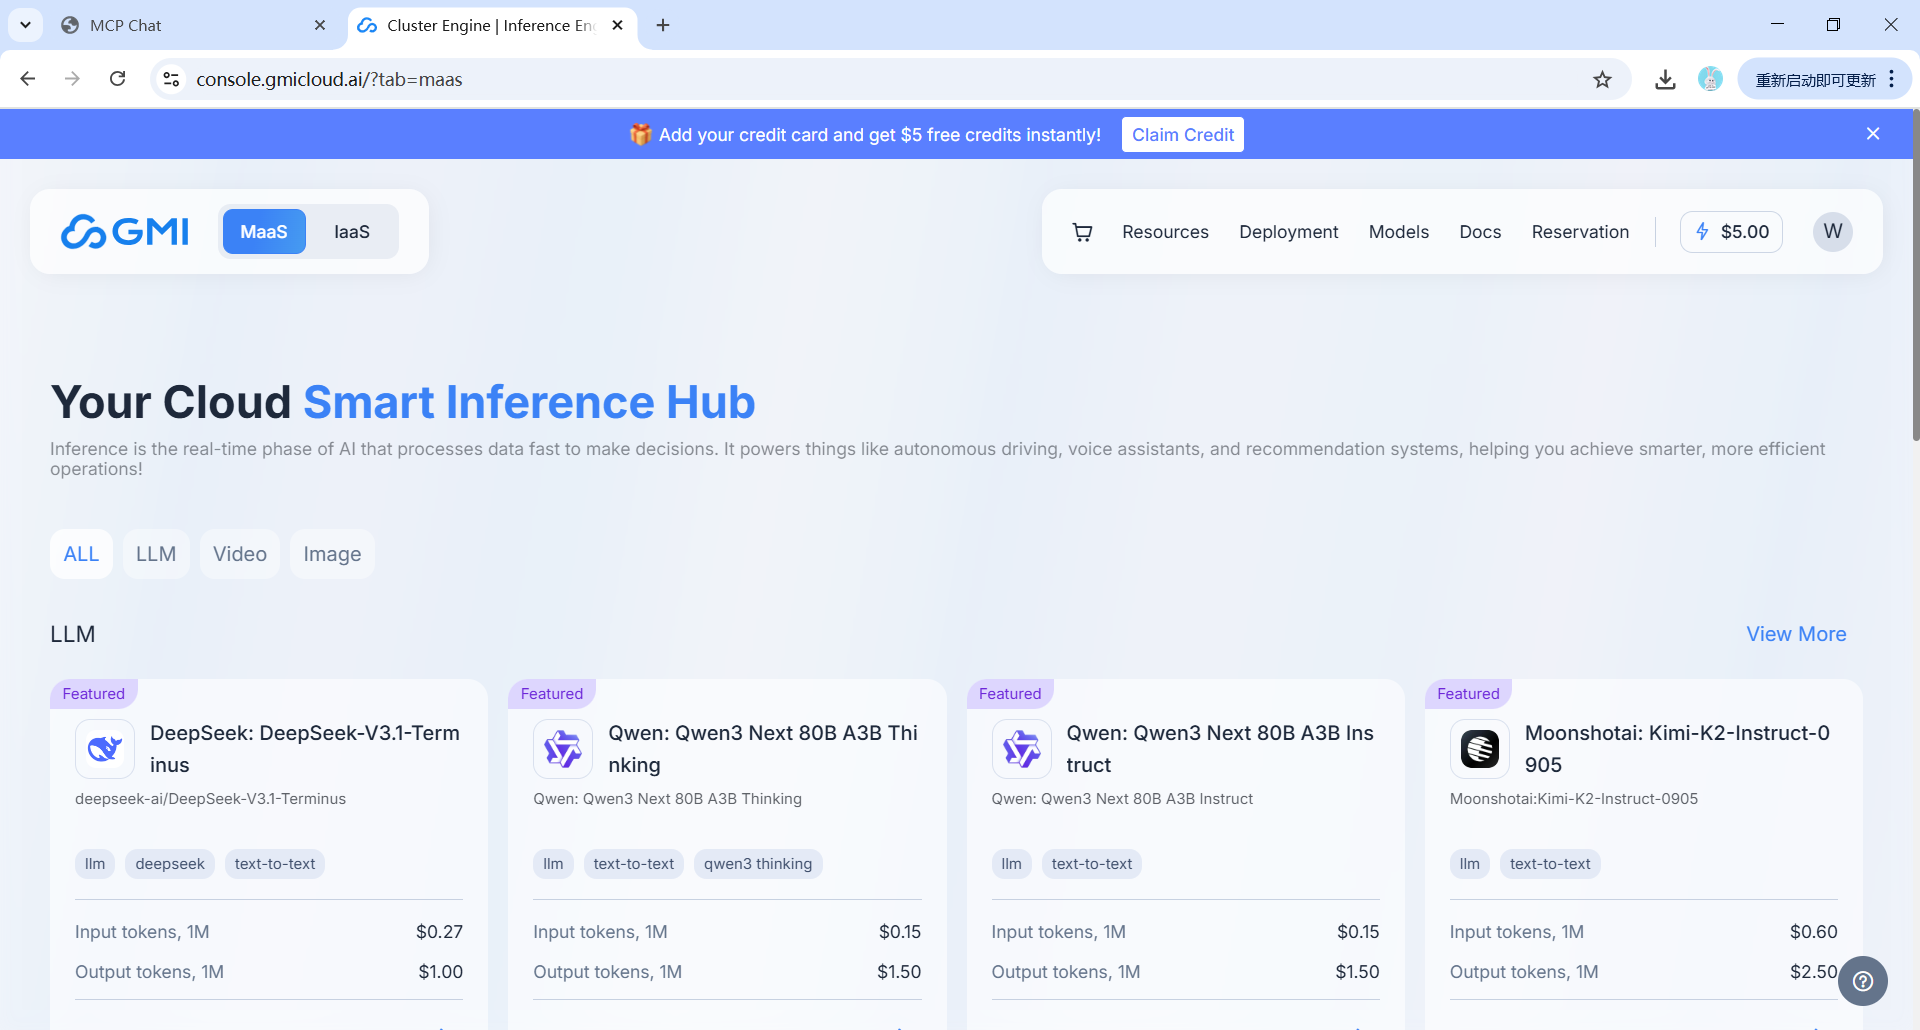 MCP Chat
Cluster Engine | Inference En
console.gmicloud.ai/?tab=maas
重新启动即可更新
Add your credit card and get $5 free credits instantly!
Claim Credit
GMI
MaaS
IaaS
Resources
Deployment
Models
Docs
Reservation
$5.00
W
Your Cloud Smart Inference Hub
Inference is the real-time phase of AI that processes data fast to make decisions. It powers things like autonomous driving, voice assistants, and recommendation systems, helping you achieve smarter, more efficient
operations!
ALL
LLM
Video
Image
LLM
View More
Featured
DeepSeek: DeepSeek-V3.1-Term
inus
deepseek-ai/DeepSeek-V3.1-Terminus
llm
deepseek
text-to-text
Input tokens, 1M
$0.27
Output tokens, 1M
$1.00
Featured
Qwen: Qwen3 Next 80B A3B Thi
nking
Qwen: Qwen3 Next 80B A3B Thinking
llm
text-to-text
qwen3 thinking
Input tokens, 1M
$0.15
Output tokens, 1M
$1.50
Featured
Qwen: Qwen3 Next 80B A3B Ins
truct
Qwen: Qwen3 Next 80B A3B Instruct
llm
text-to-text
Input tokens, 1M
$0.15
Output tokens, 1M
$1.50
Featured
Moonshotai: Kimi-K2-Instruct-0
905
Moonshotai:Kimi-K2-Instruct-0905
llm
text-to-text
Input tokens, 1M
$0.60
Output tokens, 1M
$2.50